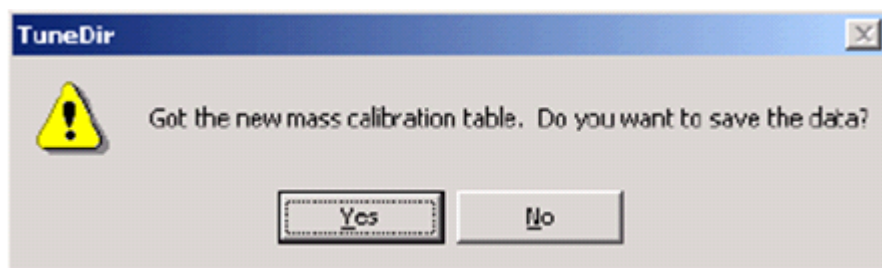 TuneDir
Got the new mass calibration table. Do you want to save the data?
Yes
No